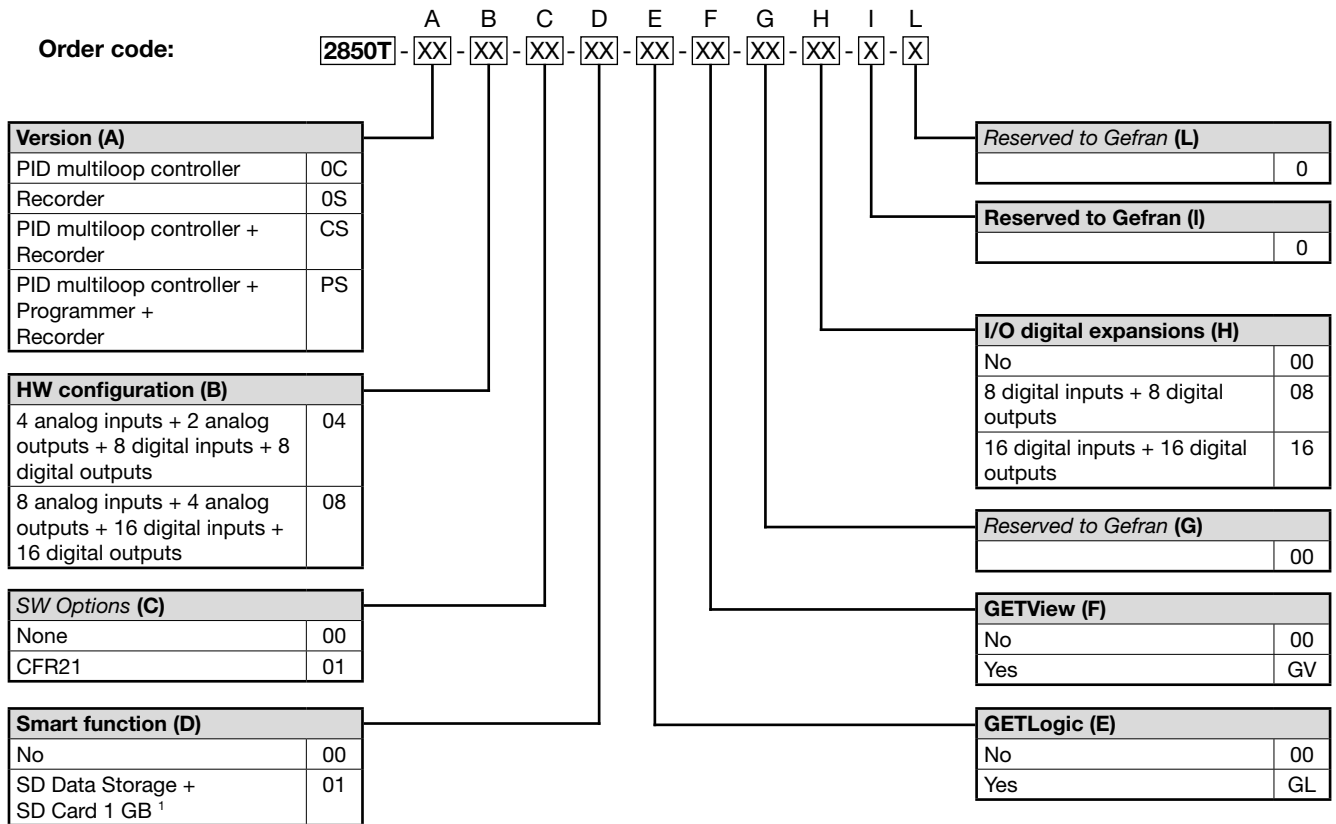 A B C D E F G H I L
Order code: 2850T - XX - XX - XX - XX - XX - XX - XX - XX - X - X
Version (A)
PID multiloop controller 0C
Recorder 0S
PID multiloop controller + CS
Recorder
PID multiloop controller + PS
Programmer +
Recorder
HW configuration (B)
4 analog inputs + 2 analog 04
outputs + 8 digital inputs + 8
digital outputs
8 analog inputs + 4 analog 08
outputs + 16 digital inputs +
16 digital outputs
SW Options (C)
None 00
CFR21 01
Smart function (D)
No 00
SD Data Storage + 01
SD Card 1 GB 1
Reserved to Gefran (L)
0
Reserved to Gefran (I)
0
I/O digital expansions (H)
No 00
8 digital inputs + 8 digital 08
outputs
16 digital inputs + 16 digital 16
outputs
Reserved to Gefran (G)
00
GETView (F)
No 00
Yes GV
GETLogic (E)
No 00
Yes GL